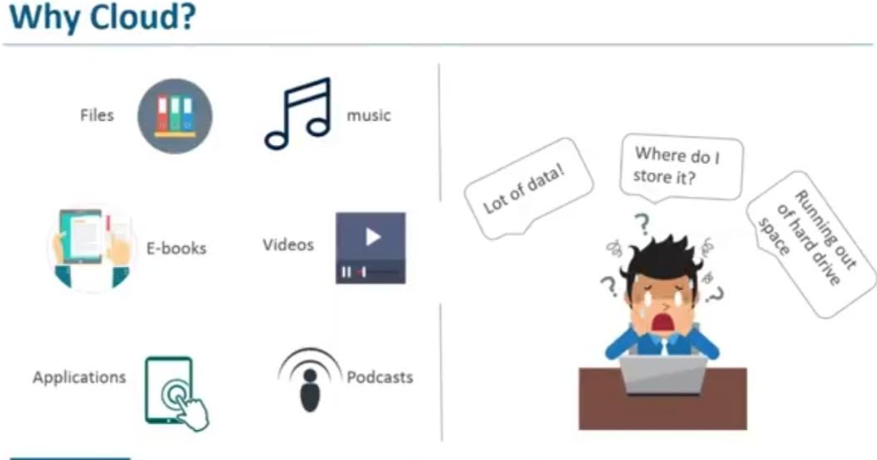 Why Cloud?
Files
music
E-books
Videos
Applications
Podcasts
Lot of data!
Where do I
store it?
Running out
of hard drive
space